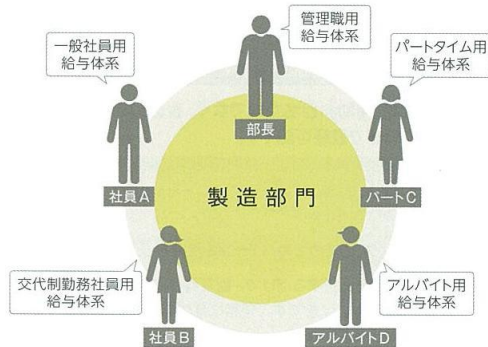 管理職用
給与体系
一般社員用
給与体系
パートタイム用
給与体系
部長
社員A
製造部門
パートC
交代制勤務社員用
給与体系
アルバイト用
給与体系
社員B
アルバイトD